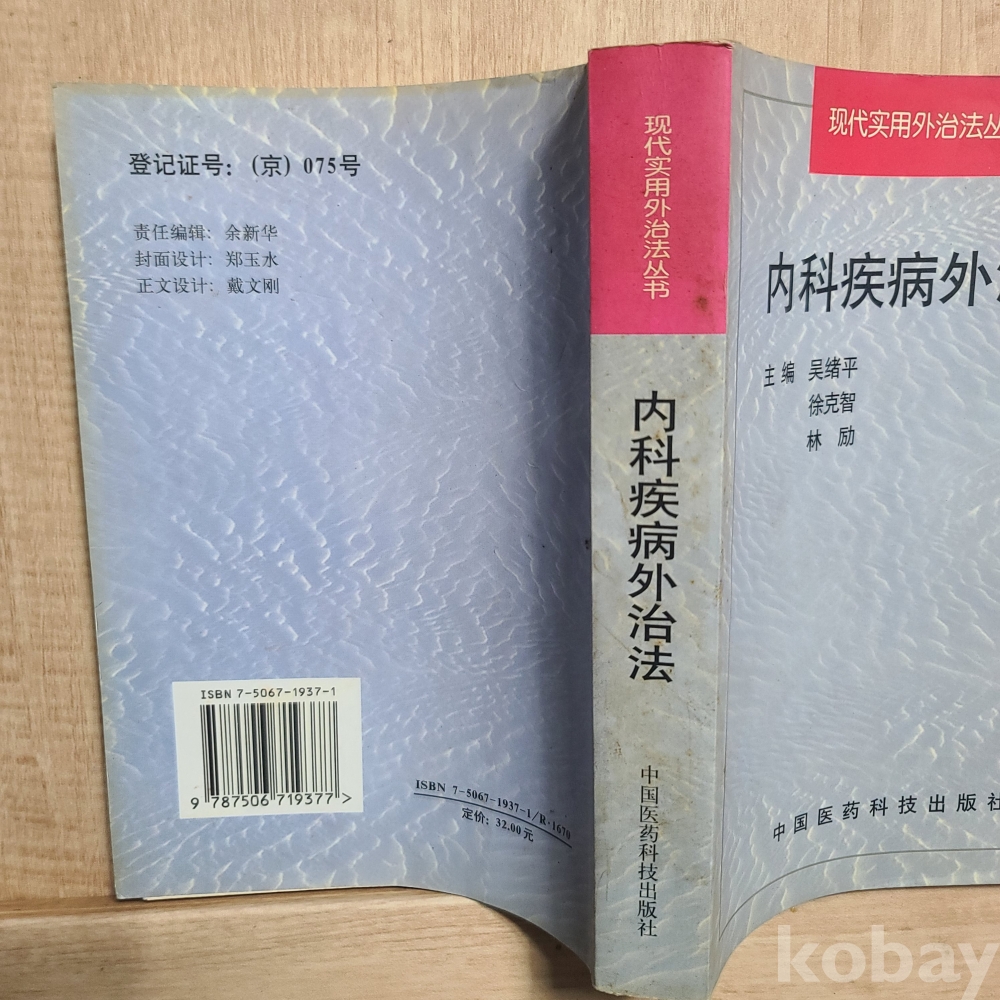 登记证号：(京) 075号
责任编辑：余新华
封面设计：郑玉水
正文设计：戴文刚
ISBN 7-5067-1937-1
9 787506 719377 >
ISBN 7-5067-1937-1/R·1670
定价：32.00元
现代实用外治法丛书
内科疾病外治法
中国医药科技出版社
现代实用外治法丛
内科疾病外
主编 吴绪平
徐克智
林励
中国医药科技出版社
kobay